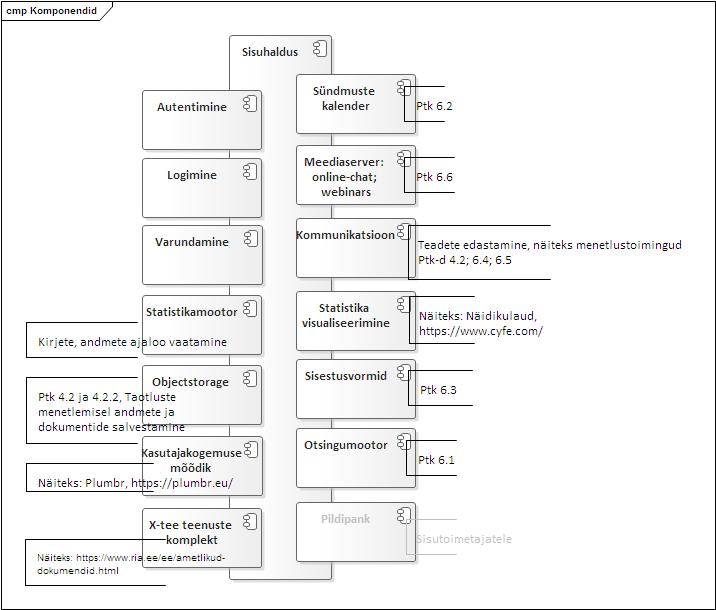 cmp Komponendid
Sisuhaldus
Autentimine
Logimine
Varundamine
Statistikamootor
Kirjete, andmete ajaloo vaatamine
Objectstorage
Ptk 4.2 ja 4.2.2, Taotluste
menetlemisel andmete ja
dokumentide salvestamine
Kasutajakogemuse
mõõdik
Näiteks: Plumbr, https://plumbr.eu/
X-tee teenuste
komplekt
Näiteks: https://www.ria.ee/ee/ametlikud-
dokumendid.html
Sündmuste
kalender
Ptk 6.2
Meediaserver:
online-chat;
webinars
Ptk 6.6
Kommunikatsioon
Teadete edastamine, näiteks menetlustoimingud
Ptk-d 4.2; 6.4; 6.5
Statistika
visualiseerimine
Näiteks: Näidikulaud,
https://www.cyfe.com/
Sisestusvormid
Ptk 6.3
Otsingumootor
Ptk 6.1
Pildipank
Sisutoimetajatele